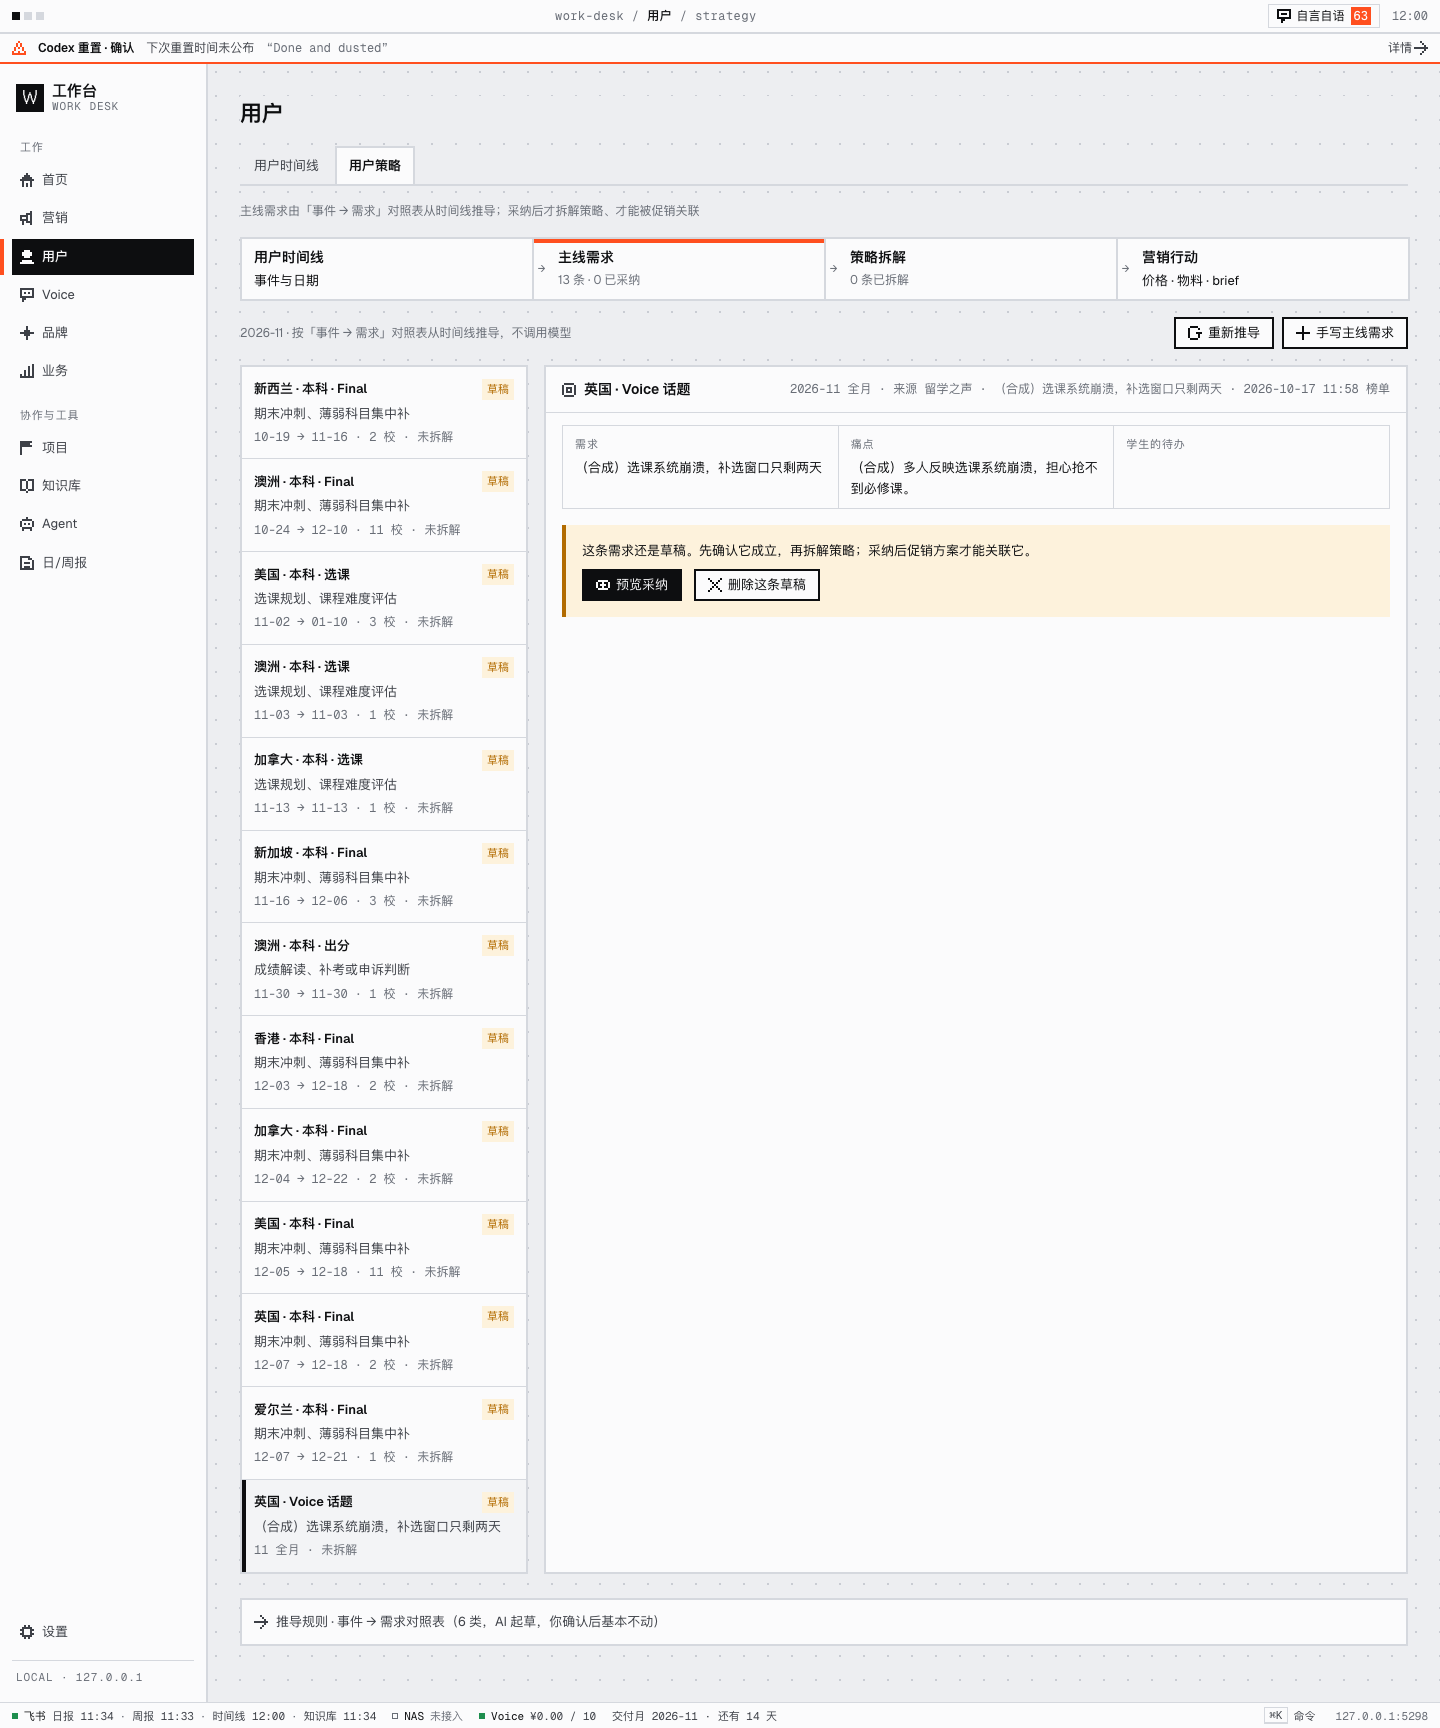 work-desk / 用户 / strategy
自言自语 63 12:00
Codex 重置·确认 下次重置时间未公布 “Done and dusted” 详情
W 工作台
WORK DESK
工作
首页
营销
用户
Voice
品牌
业务
协作与工具
项目
知识库
Agent
日/周报
设置
LOCAL · 127.0.0.1
用户
用户时间线 用户策略
主线需求由「事件 → 需求」对照表从时间线推导；采纳后才拆解策略、才能被促销关联
用户时间线
事件与日期
→
主线需求
13 条 · 0 已采纳
→
策略拆解
0 条已拆解
→
营销行动
价格 · 物料 · brief
2026-11 · 按「事件 → 需求」对照表从时间线推导，不调用模型
重新推导 手写主线需求
新西兰 · 本科 · Final 草稿
期末冲刺、薄弱科目集中补
10-19 → 11-16 · 2 校 · 未拆解
澳洲 · 本科 · Final 草稿
期末冲刺、薄弱科目集中补
10-24 → 12-10 · 11 校 · 未拆解
美国 · 本科 · 选课 草稿
选课规划、课程难度评估
11-02 → 01-10 · 3 校 · 未拆解
澳洲 · 本科 · 选课 草稿
选课规划、课程难度评估
11-03 → 11-03 · 1 校 · 未拆解
加拿大 · 本科 · 选课 草稿
选课规划、课程难度评估
11-13 → 11-13 · 1 校 · 未拆解
新加坡 · 本科 · Final 草稿
期末冲刺、薄弱科目集中补
11-16 → 12-06 · 3 校 · 未拆解
澳洲 · 本科 · 出分 草稿
成绩解读、补考或申诉判断
11-30 → 11-30 · 1 校 · 未拆解
香港 · 本科 · Final 草稿
期末冲刺、薄弱科目集中补
12-03 → 12-18 · 2 校 · 未拆解
加拿大 · 本科 · Final 草稿
期末冲刺、薄弱科目集中补
12-04 → 12-22 · 2 校 · 未拆解
美国 · 本科 · Final 草稿
期末冲刺、薄弱科目集中补
12-05 → 12-18 · 11 校 · 未拆解
英国 · 本科 · Final 草稿
期末冲刺、薄弱科目集中补
12-07 → 12-18 · 2 校 · 未拆解
爱尔兰 · 本科 · Final 草稿
期末冲刺、薄弱科目集中补
12-07 → 12-21 · 1 校 · 未拆解
英国 · Voice 话题 草稿
（合成）选课系统崩溃，补选窗口只剩两天
11 全月 · 未拆解
英国 · Voice 话题 2026-11 全月 · 来源 留学之声 · （合成）选课系统崩溃，补选窗口只剩两天 · 2026-10-17 11:58 榜单
需求
（合成）选课系统崩溃，补选窗口只剩两天
痛点
（合成）多人反映选课系统崩溃，担心抢不
到必修课。
学生的待办
这条需求还是草稿。先确认它成立，再拆解策略；采纳后促销方案才能关联它。
预览采纳 删除这条草稿
推导规则 · 事件 → 需求对照表（6 类，AI 起草，你确认后基本不动）
飞书 日报 11:34 · 周报 11:33 · 时间线 12:00 · 知识库 11:34 NAS 未接入 Voice ¥0.00 / 10 交付月 2026-11 · 还有 14 天 ⌘K 命令 127.0.0.1:5298